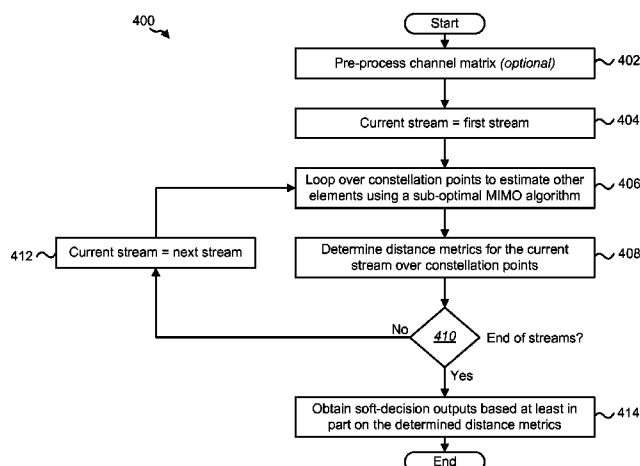 400
Start
Pre-process channel matrix (optional)
402
Current stream = first stream
404
Loop over constellation points to estimate other
elements using a sub-optimal MIMO algorithm
406
412
Current stream = next stream
Determine distance metrics for the current
stream over constellation points
408
No
410
End of streams?
Yes
Obtain soft-decision outputs based at least in
part on the determined distance metrics
414
End